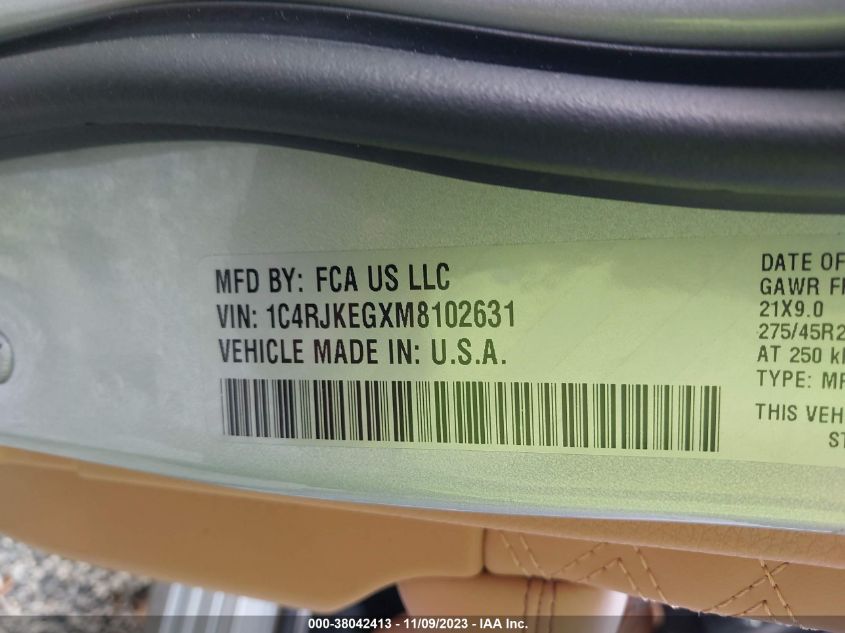 MFD BY: FCA US LLC
VIN: 1C4RJKEGXM8102631
VEHICLE MADE IN: U.S.A.
DATE OF
GAWR
21X9.0
AT 250
TYPE:
THIS
000-38042413 - 11/09/2023 - IAA Inc.